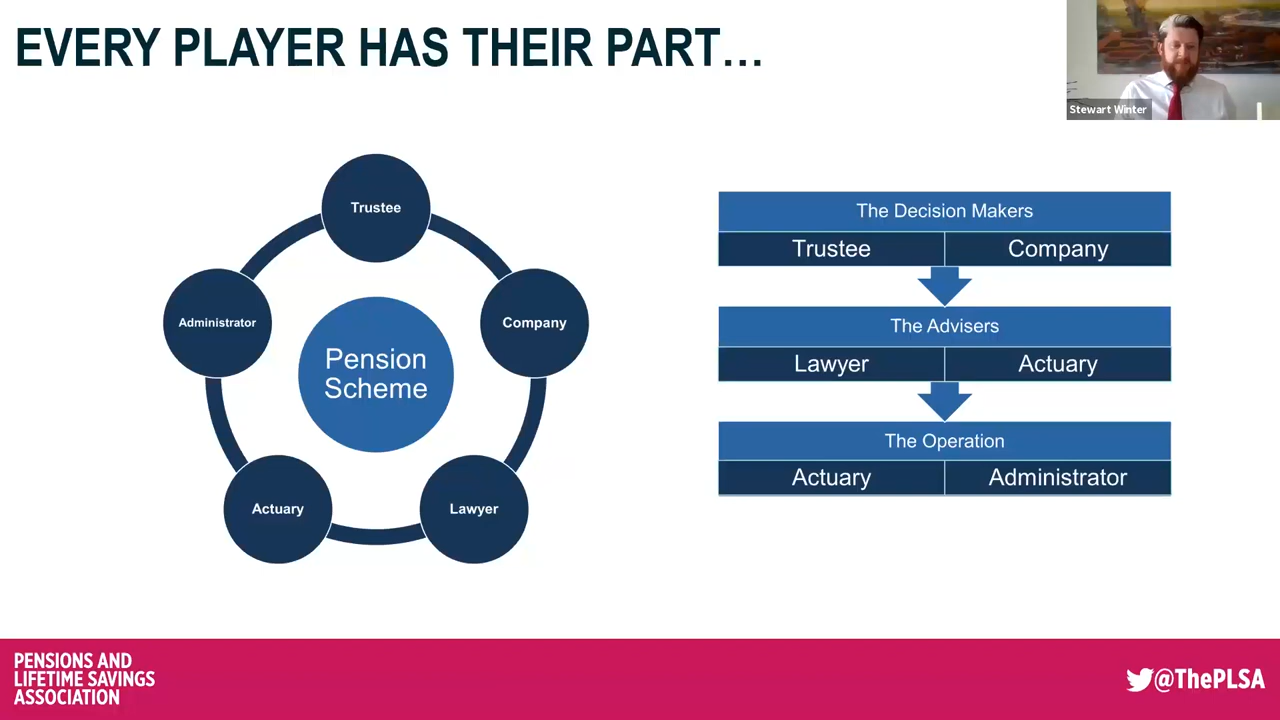 EVERY PLAYER HAS THEIR PART...
Stewart Winter
Trustee
Administrator
Company
Pension
Scheme
Actuary
Lawyer
The Decision Makers
Trustee
Company
The Advisers
Lawyer
Actuary
The Operation
Actuary
Administrator
PENSIONS AND
LIFETIME SAVINGS
ASSOCIATION
@ThePLSA